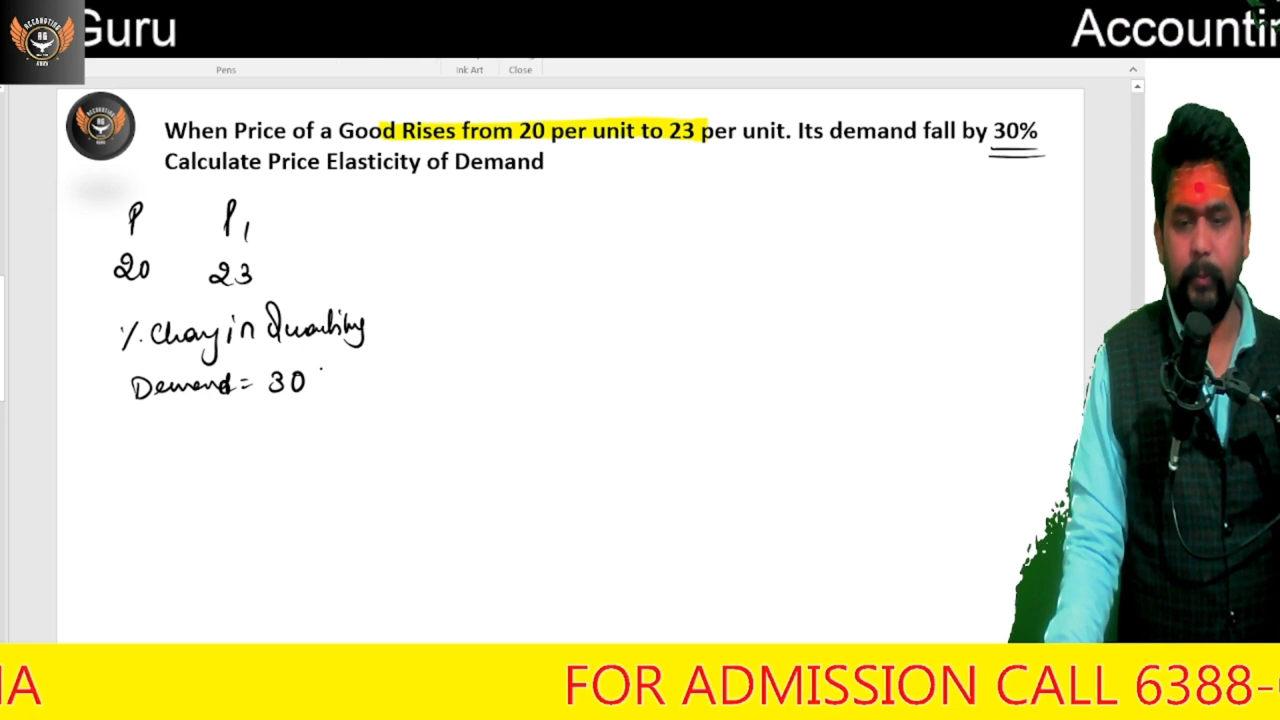 Guru
Accountin
Pens
Ink Art
Close
When Price of a Good Rises from 20 per unit to 23 per unit. Its demand fall by 30%
Calculate Price Elasticity of Demand
P P1
20 23
%. Chang in Quantity
Demand = 30
IA
FOR ADMISSION CALL 6388-